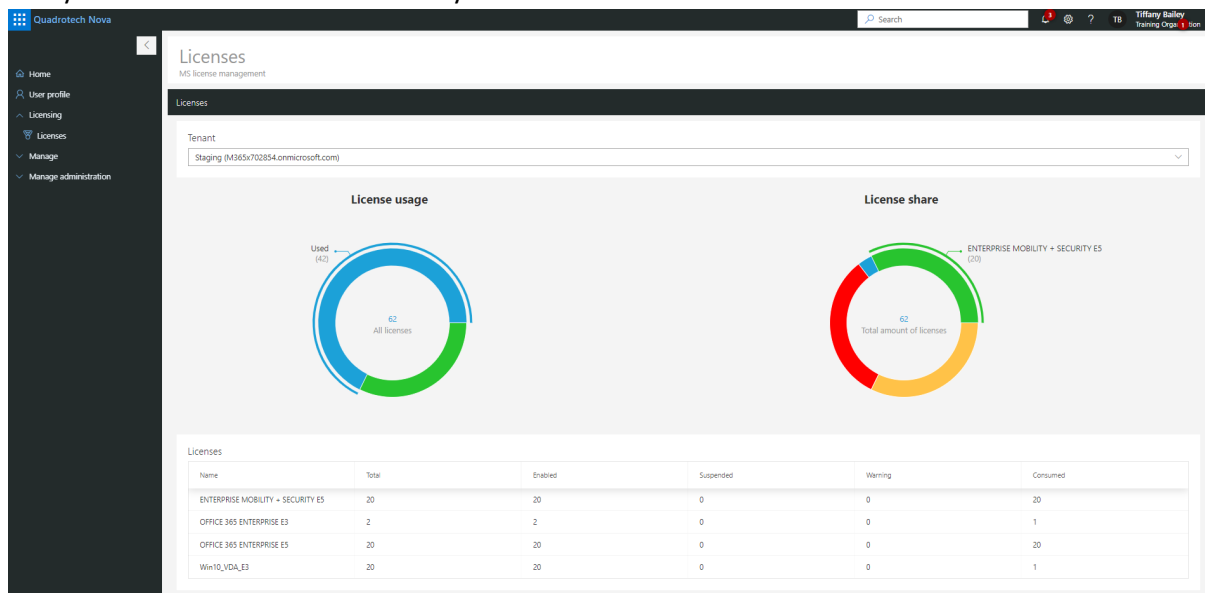 Quadrotech Nova
Search
3
?
TB
Tiffany Bailey
Training Orga
1
tion
Home
User profile
Licensing
Licenses
Manage
Manage administration
Licenses
MS license management
Licenses
Tenant
Staging (M365x702854.onmicrosoft.com)
License usage
Used
(42)
62
All licenses
License share
ENTERPRISE MOBILITY + SECURITY E5
(20)
62
Total amount of licenses
Licenses
Name Total Enabled Suspended Warning Consumed
ENTERPRISE MOBILITY + SECURITY E5 20 20 0 0 20
OFFICE 365 ENTERPRISE E3 2 2 0 0 1
OFFICE 365 ENTERPRISE E5 20 20 0 0 20
Win10_VDA_E3 20 20 0 0 1